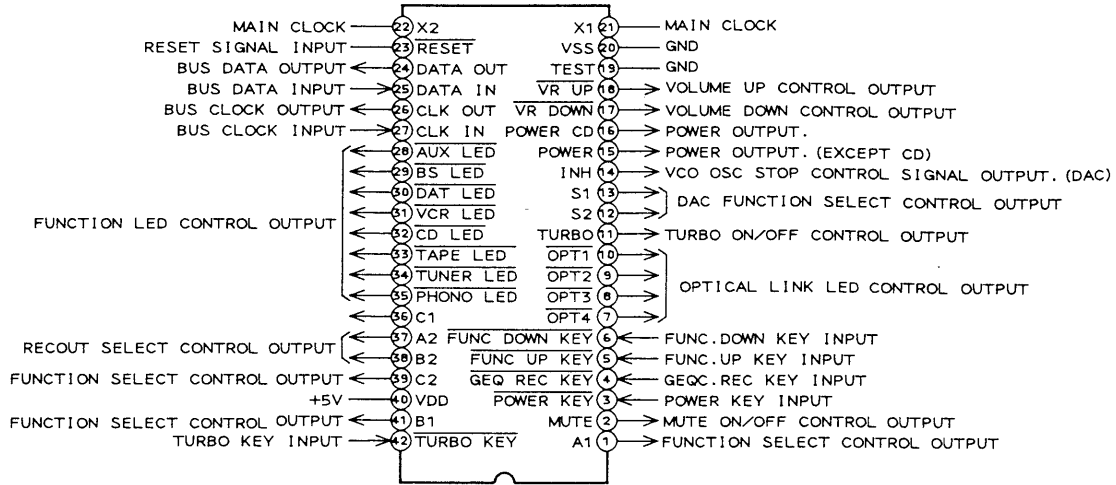 MAIN CLOCK 22 X2 X1 21 MAIN CLOCK
RESET SIGNAL INPUT 23 RESET VSS 20 GND
BUS DATA OUTPUT 24 DATA OUT TEST 19 GND
BUS DATA INPUT 25 DATA IN VR UP 18 VOLUME UP CONTROL OUTPUT
BUS CLOCK OUTPUT 26 CLK OUT VR DOWN 17 VOLUME DOWN CONTROL OUTPUT
BUS CLOCK INPUT 27 CLK IN POWER CD 16 POWER OUTPUT.
28 AUX LED POWER 15 POWER OUTPUT. (EXCEPT CD)
29 BS LED INH 14 VCO OSC STOP CONTROL SIGNAL OUTPUT. (DAC)
30 DAT LED S1 13
DAC FUNCTION SELECT CONTROL OUTPUT
31 VCR LED S2 12
FUNCTION LED CONTROL OUTPUT
32 CD LED TURBO 11 TURBO ON/OFF CONTROL OUTPUT
33 TAPE LED OPT1 10
34 TUNER LED OPT2 9
OPTICAL LINK LED CONTROL OUTPUT
35 PHONO LED OPT3 8
36 C1 OPT4 7
37 A2 FUNC DOWN KEY 6 FUNC.DOWN KEY INPUT
RECOUT SELECT CONTROL OUTPUT
38 B2 FUNC UP KEY 5 FUNC.UP KEY INPUT
FUNCTION SELECT CONTROL OUTPUT 39 C2 GEQ REC KEY 4 GEQC.REC KEY INPUT
+5V 40 VDD POWER KEY 3 POWER KEY INPUT
FUNCTION SELECT CONTROL OUTPUT 41 B1 MUTE 2 MUTE ON/OFF CONTROL OUTPUT
TURBO KEY INPUT 42 TURBO KEY A1 1 FUNCTION SELECT CONTROL OUTPUT